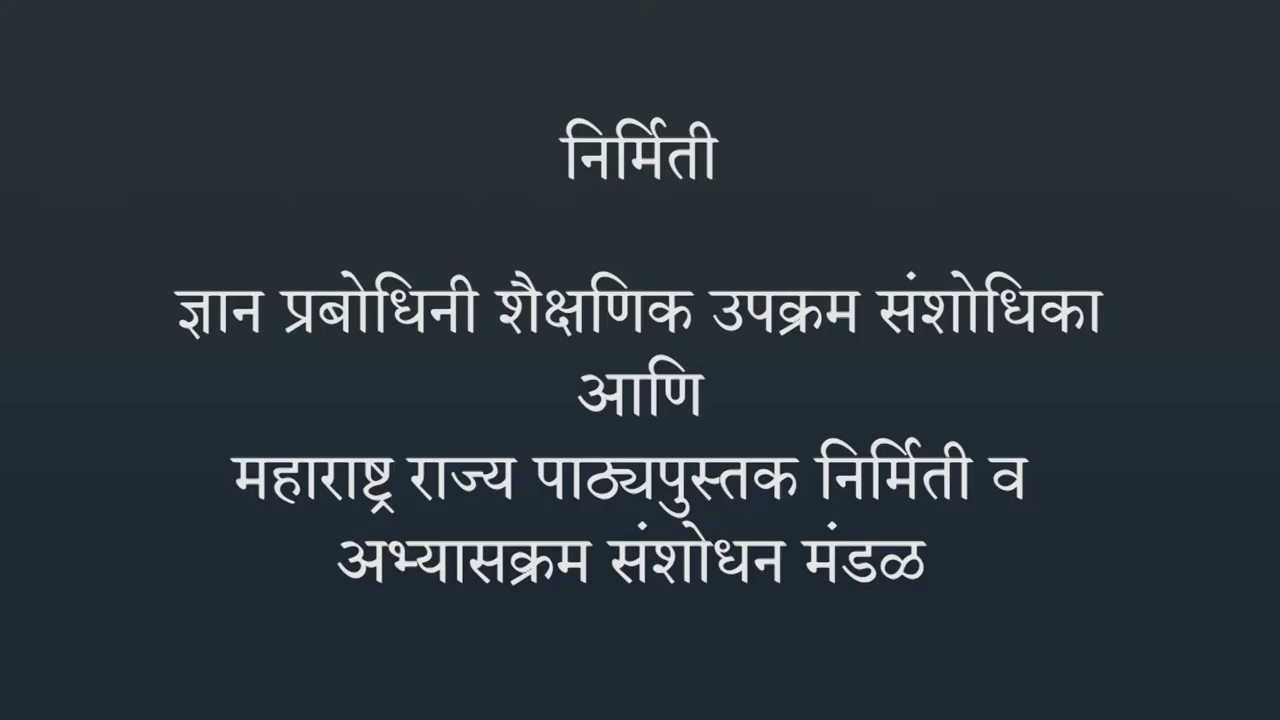 निर्मिती
ज्ञान प्रबोधिनी शैक्षणिक उपक्रम संशोधिका
आणि
महाराष्ट्र राज्य पाठ्यपुस्तक निर्मिती व
अभ्यासक्रम संशोधन मंडळ